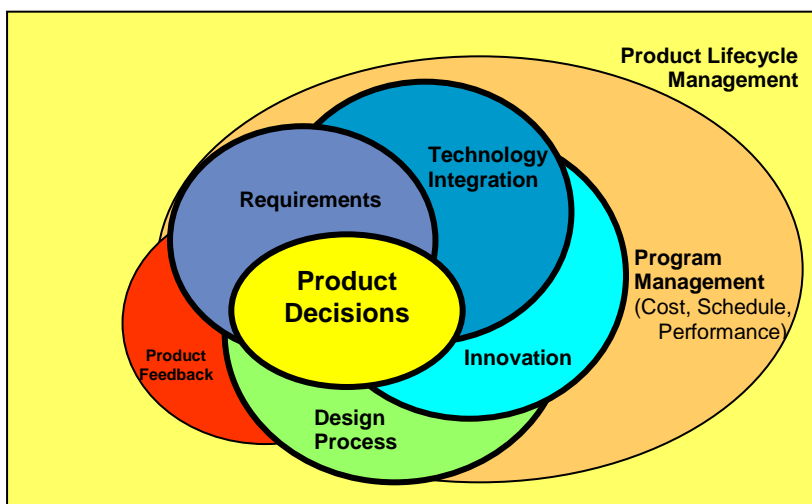 Product Lifecycle
Management
Technology
Integration
Requirements
Program
Management
(Cost, Schedule,
Performance)
Product
Decisions
Innovation
Product
Feedback
Design
Process